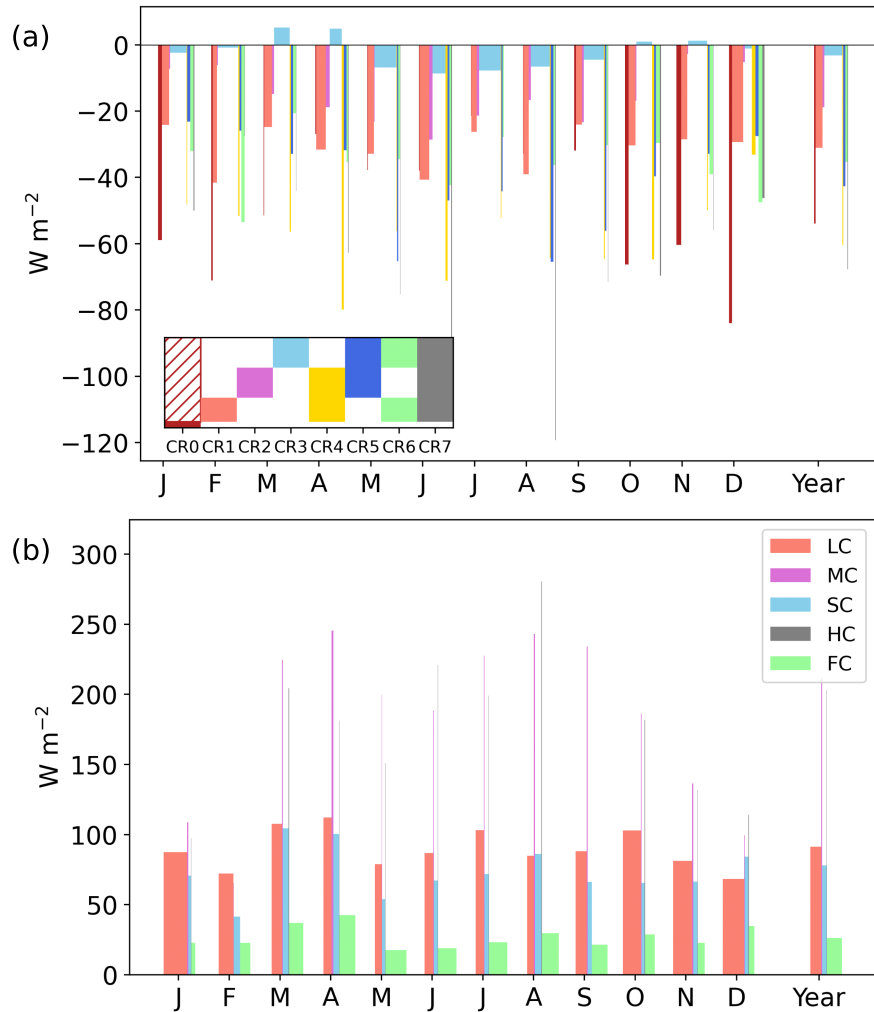 (a)
0
−20
−40
−60
−80
−100
−120
W m−2
CR0 CR1 CR2 CR3 CR4 CR5 CR6 CR7
J F M A M J J A S O N D Year
(b)
300
250
200
150
100
50
0
W m−2
LC
MC
SC
HC
FC
J F M A M J J A S O N D Year